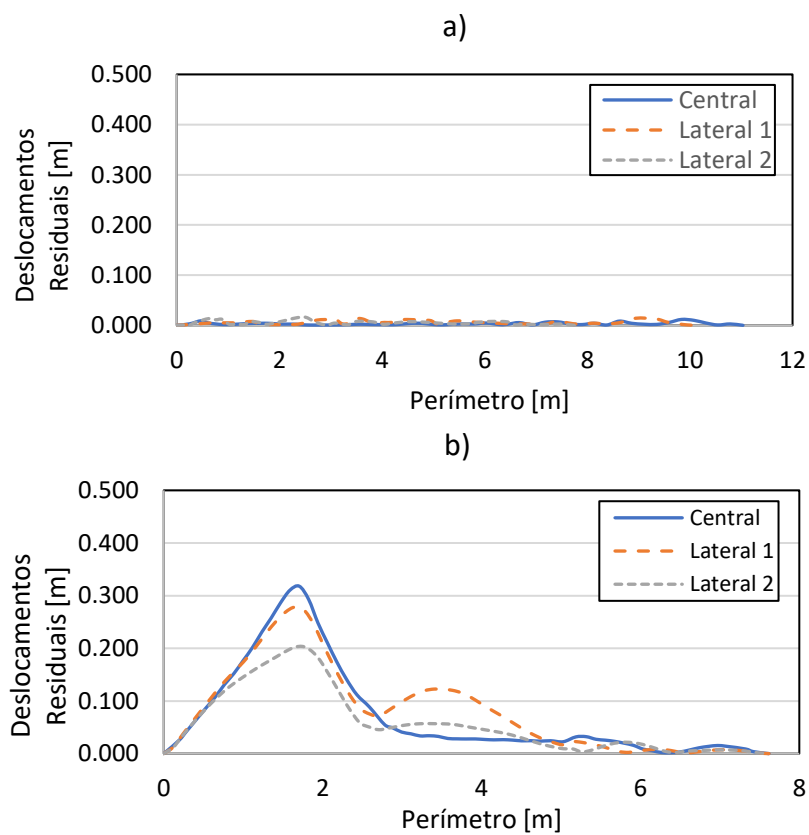 a)
0.500
0.400
0.300
0.200
0.100
0.000
Deslocamentos
Residuais [m]
Central
Lateral 1
Lateral 2
0 2 4 6 8 10 12
Perímetro [m]
b)
0.500
0.400
0.300
0.200
0.100
0.000
Deslocamentos
Residuais [m]
Central
Lateral 1
Lateral 2
0 2 4 6 8
Perímetro [m]